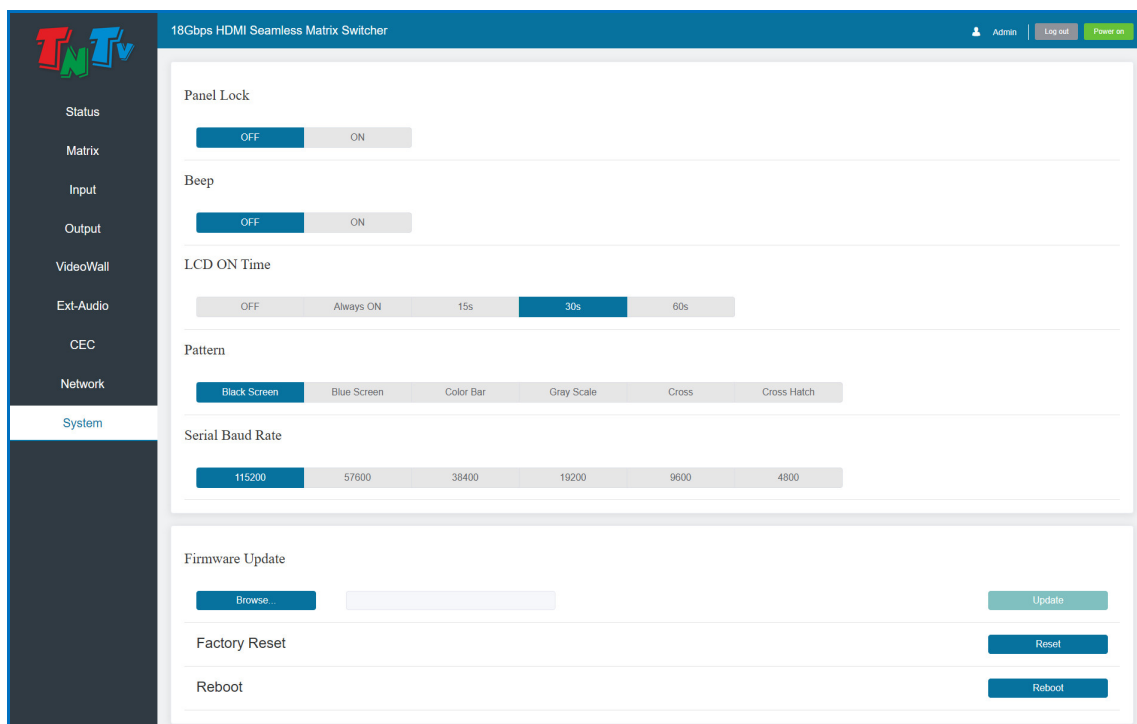 TNTv
18Gbps HDMI Seamless Matrix Switcher
Admin Log out Power on
Status
Matrix
Input
Output
VideoWall
Ext-Audio
CEC
Network
System
Panel Lock
OFF ON
Beep
OFF ON
LCD ON Time
OFF Always ON 15s 30s 60s
Pattern
Black Screen Blue Screen Color Bar Gray Scale Cross Cross Hatch
Serial Baud Rate
115200 57600 38400 19200 9600 4800
Firmware Update
Browse... Update
Factory Reset Reset
Reboot Reboot